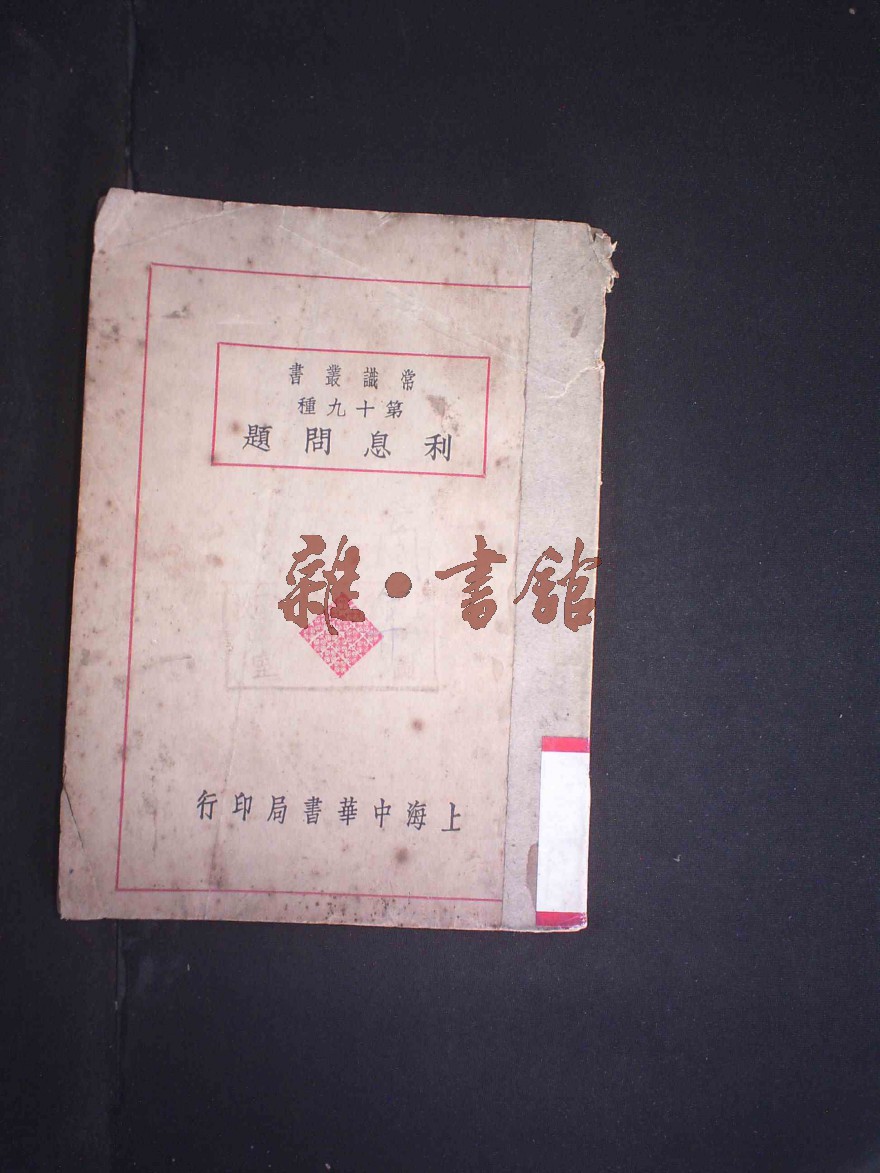 常識叢書
第十九種
利息問題
雜·書館
上海中華書局印行